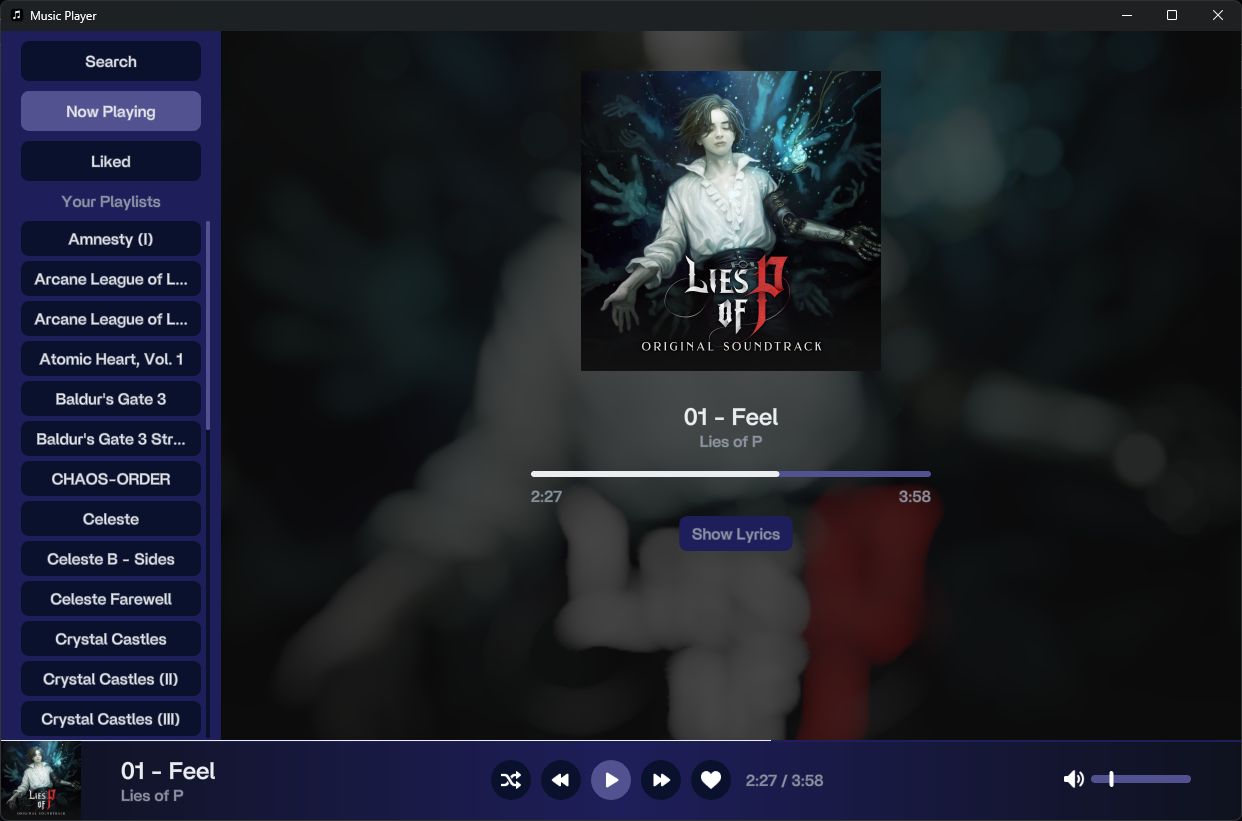 Music Player
Search
Now Playing
Liked
Your Playlists
Amnesty (I)
Arcane League of L...
Arcane League of L...
Atomic Heart, Vol. 1
Baldur's Gate 3
Baldur's Gate 3 Str...
CHAOS-ORDER
Celeste
Celeste B - Sides
Celeste Farewell
Crystal Castles
Crystal Castles (II)
Crystal Castles (III)
LIES P
OF
ORIGINAL SOUNDTRACK
01 - Feel
Lies of P
2:27 3:58
Show Lyrics
LIES P
OF
ORIGINAL SOUNDTRACK
01 - Feel
Lies of P
2:27 / 3:58